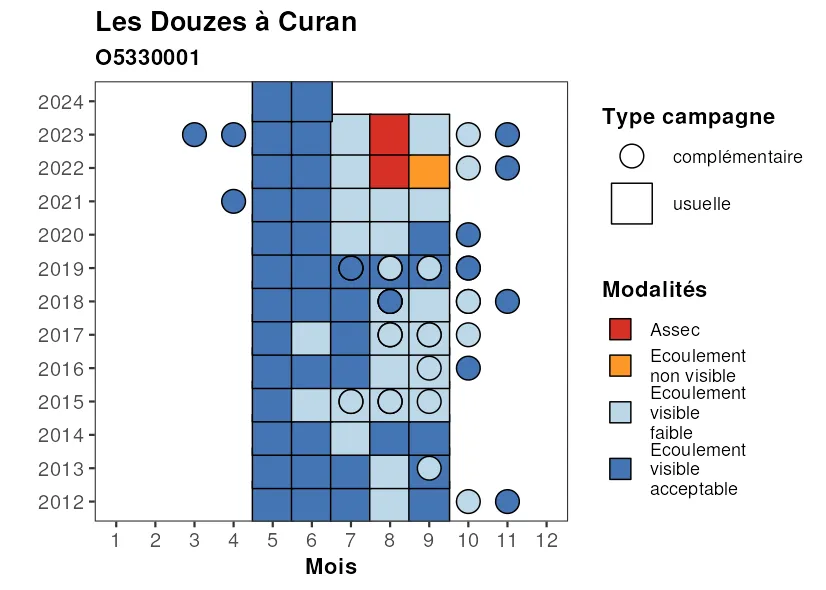 Les Douzes à Curan
O5330001
2024
2023
2022
2021
2020
2019
2018
2017
2016
2015
2014
2013
2012
1 2 3 4 5 6 7 8 9 10 11 12
Mois
Type campagne
complémentaire
usuelle
Modalités
Assec
Ecoulement
non visible
Ecoulement
visible
faible
Ecoulement
visible
acceptable